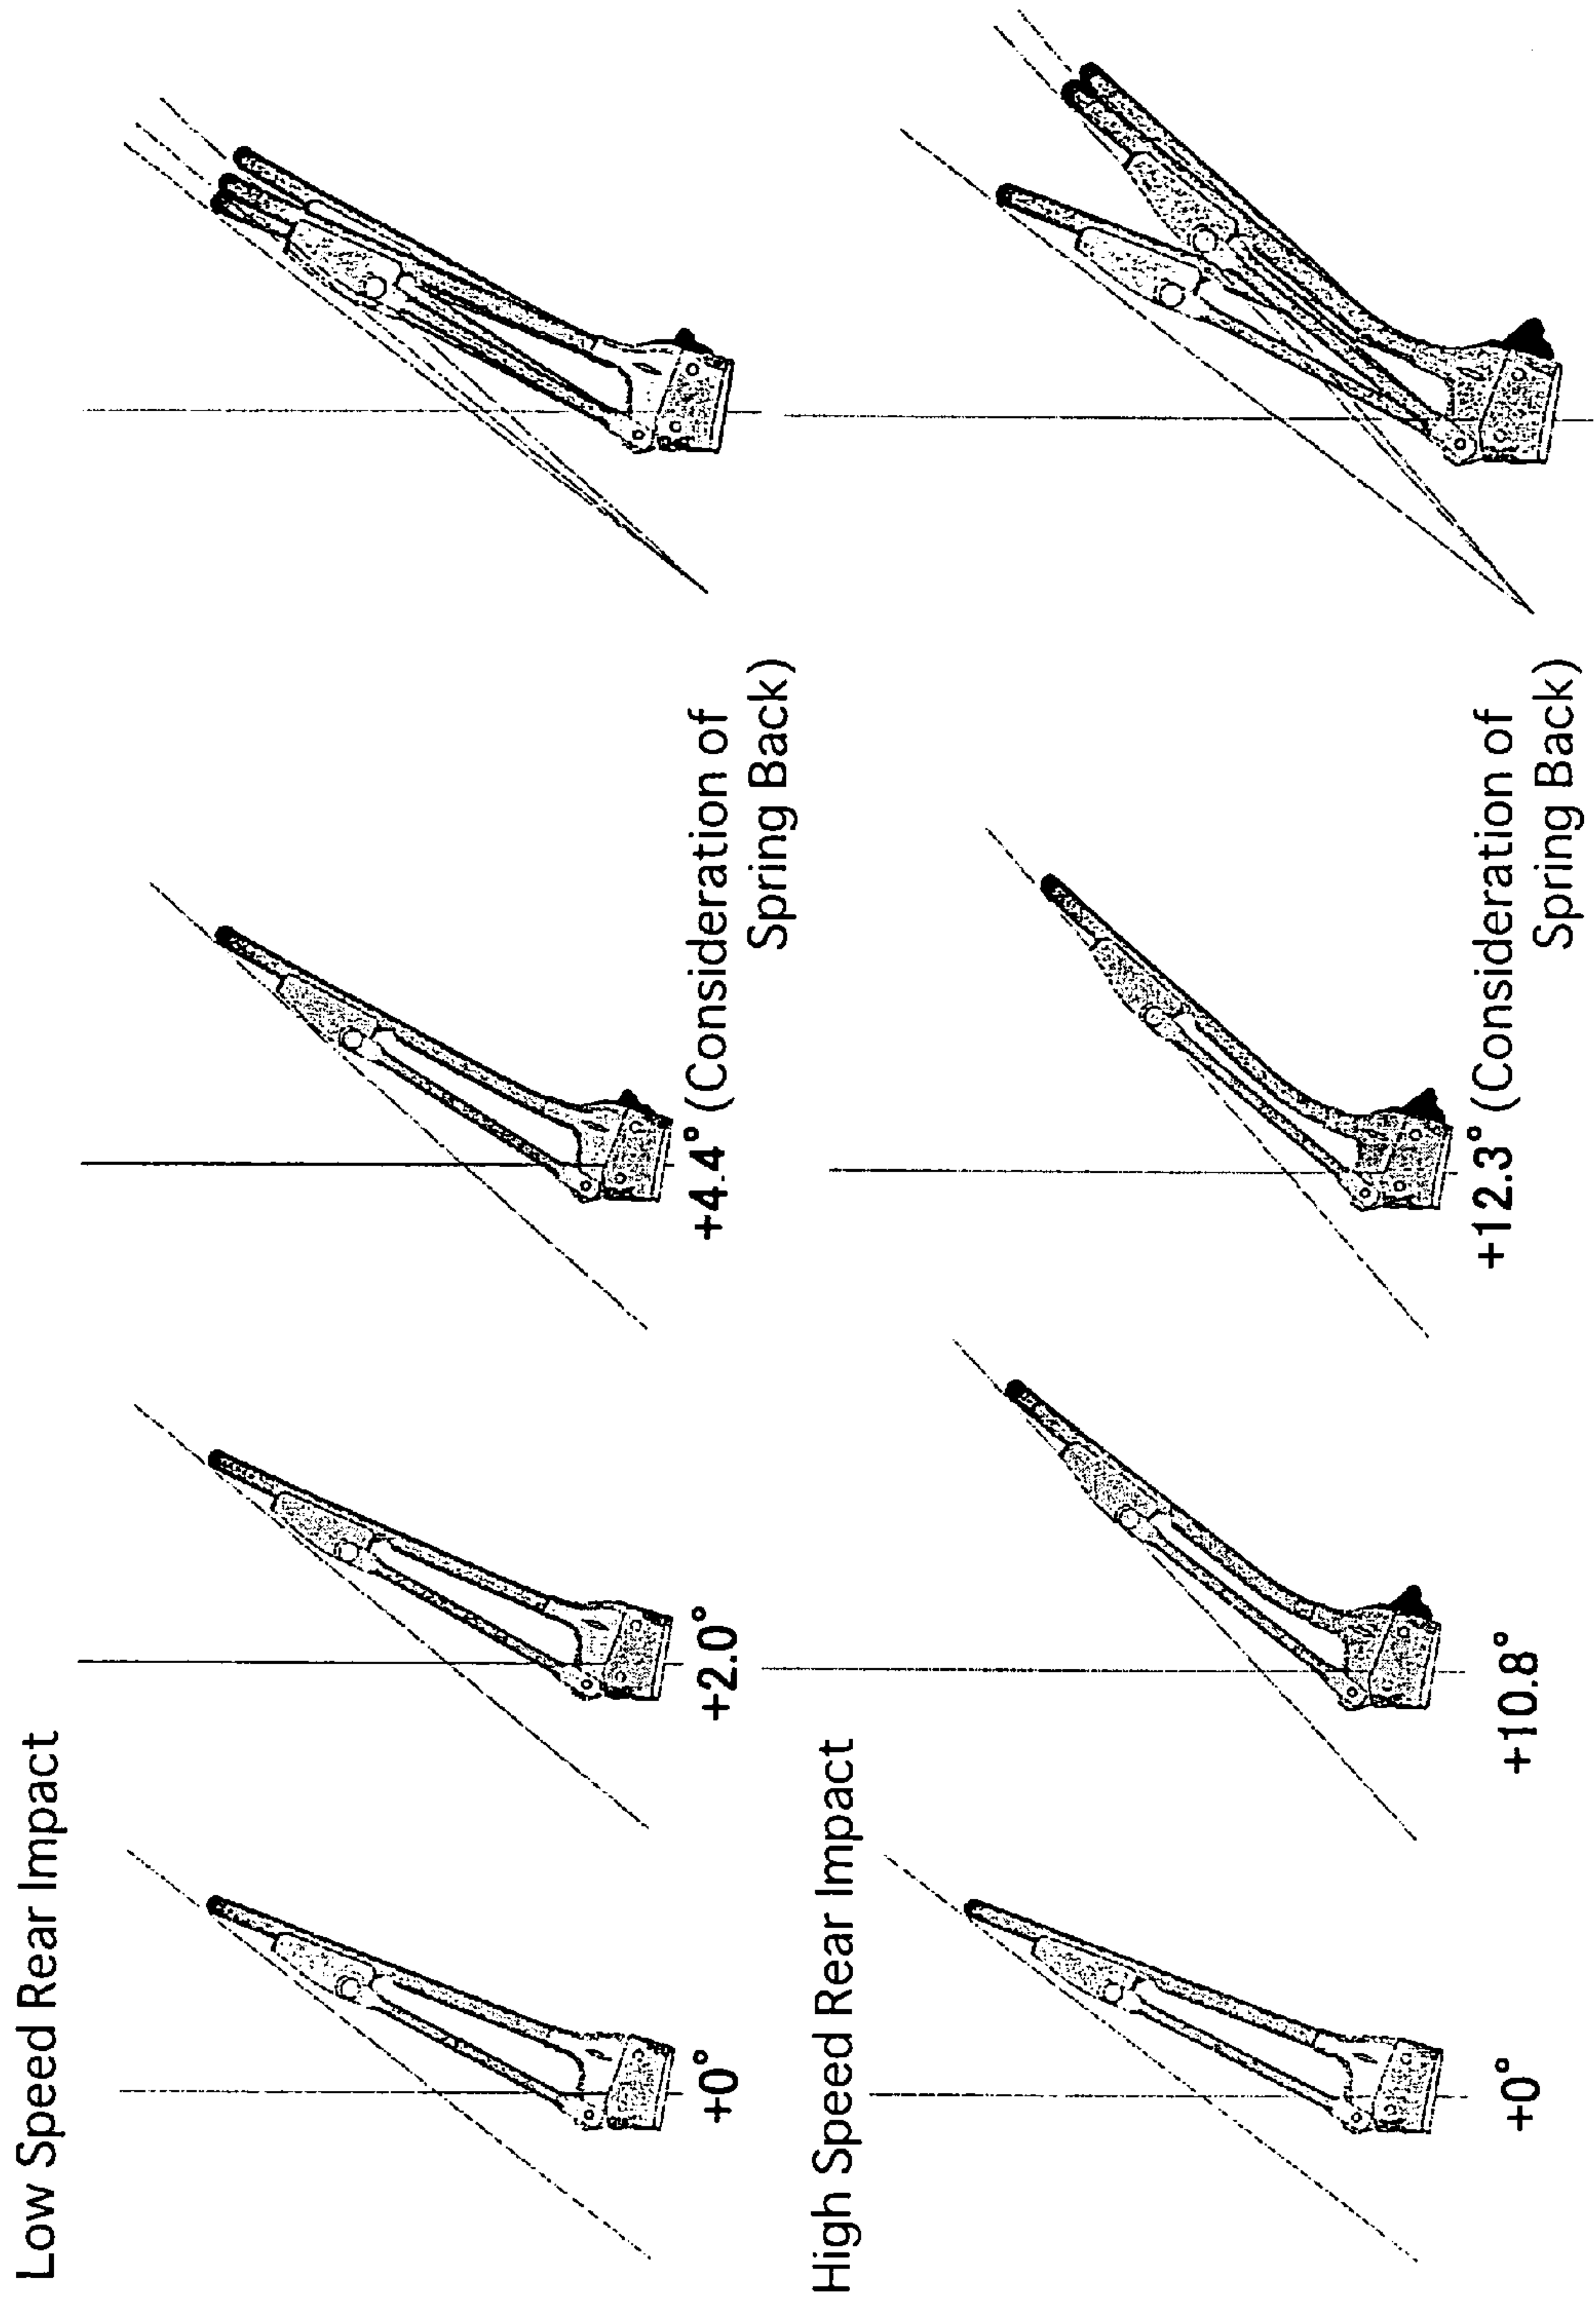 Low Speed Rear Impact
+0°
+2.0°
+4.4° (Consideration of
Spring Back)
High Speed Rear Impact
+0°
+10.8°
+12.3° (Consideration of
Spring Back)